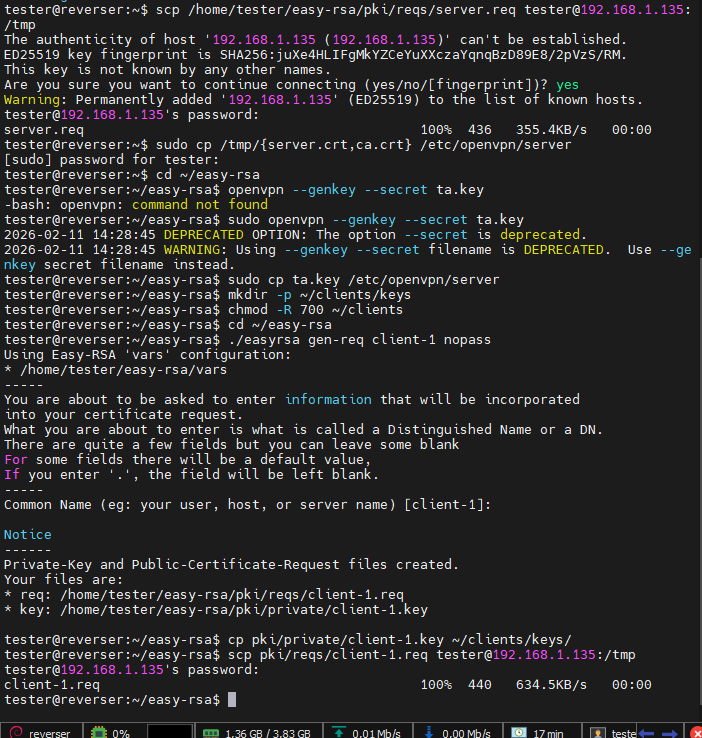 tester@reverser:~$ scp /home/tester/easy-rsa/pki/reqs/server.req tester@192.168.1.135:
/tmp
The authenticity of host '192.168.1.135 (192.168.1.135)' can't be established.
ED25519 key fingerprint is SHA256:juXe4HLIFgMkYZCeYuXXczaYqnqBzD89E8/2pVzS/RM.
This key is not known by any other names.
Are you sure you want to continue connecting (yes/no/[fingerprint])? yes
Warning: Permanently added '192.168.1.135' (ED25519) to the list of known hosts.
tester@192.168.1.135's password:
server.req 100% 436 355.4KB/s 00:00
tester@reverser:~$ sudo cp /tmp/{server.crt,ca.crt} /etc/openvpn/server
[sudo] password for tester:
tester@reverser:~$ cd ~/easy-rsa
tester@reverser:~/easy-rsa$ openvpn --genkey --secret ta.key
-bash: openvpn: command not found
tester@reverser:~/easy-rsa$ sudo openvpn --genkey --secret ta.key
2026-02-11 14:28:45 DEPRECATED OPTION: The option --secret is deprecated.
2026-02-11 14:28:45 WARNING: Using --genkey --secret filename is DEPRECATED.  Use --ge
nkey secret filename instead.
tester@reverser:~/easy-rsa$ sudo cp ta.key /etc/openvpn/server
tester@reverser:~/easy-rsa$ mkdir -p ~/clients/keys
tester@reverser:~/easy-rsa$ chmod -R 700 ~/clients
tester@reverser:~/easy-rsa$ cd ~/easy-rsa
tester@reverser:~/easy-rsa$ ./easyrsa gen-req client-1 nopass
Using Easy-RSA 'vars' configuration:
* /home/tester/easy-rsa/vars
-----
You are about to be asked to enter information that will be incorporated
into your certificate request.
What you are about to enter is what is called a Distinguished Name or a DN.
There are quite a few fields but you can leave some blank
For some fields there will be a default value,
If you enter '.', the field will be left blank.
-----
Common Name (eg: your user, host, or server name) [client-1]:
Notice
------
Private-Key and Public-Certificate-Request files created.
Your files are:
* req: /home/tester/easy-rsa/pki/reqs/client-1.req
* key: /home/tester/easy-rsa/pki/private/client-1.key
tester@reverser:~/easy-rsa$ cp pki/private/client-1.key ~/clients/keys/
tester@reverser:~/easy-rsa$ scp pki/reqs/client-1.req tester@192.168.1.135:/tmp
tester@192.168.1.135's password:
client-1.req 100% 440 634.5KB/s 00:00
tester@reverser:~/easy-rsa$
reverser 0% 1.36 GB / 3.83 GB 0.01 Mb/s 0.00 Mb/s 17 min teste